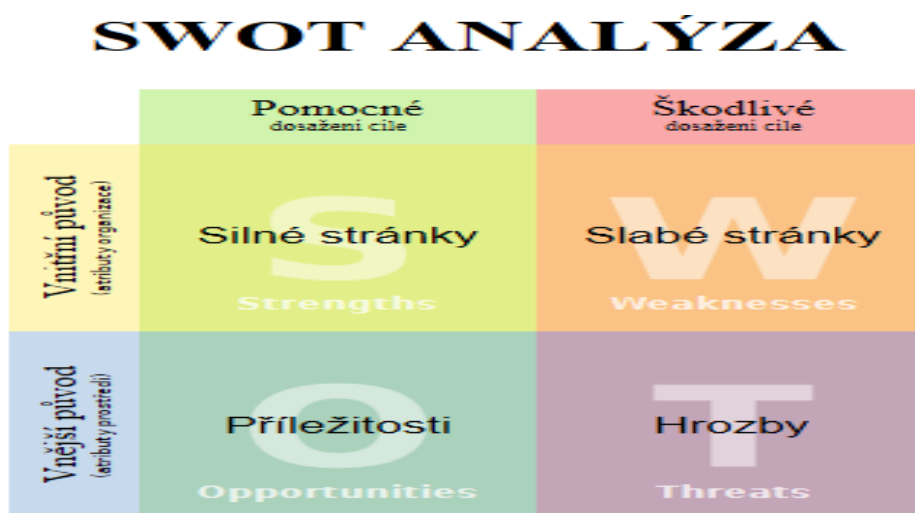 SWOT ANALÝZA
Pomocné
dosažení cíle
Škodlivé
dosažení cíle
Vnitřní původ
(atributy organizace)
S
Silné stránky
Strengths
W
Slabé stránky
Weaknesses
Vnější původ
(atributy prostředí)
O
Příležitosti
Opportunities
T
Hrozby
Threats